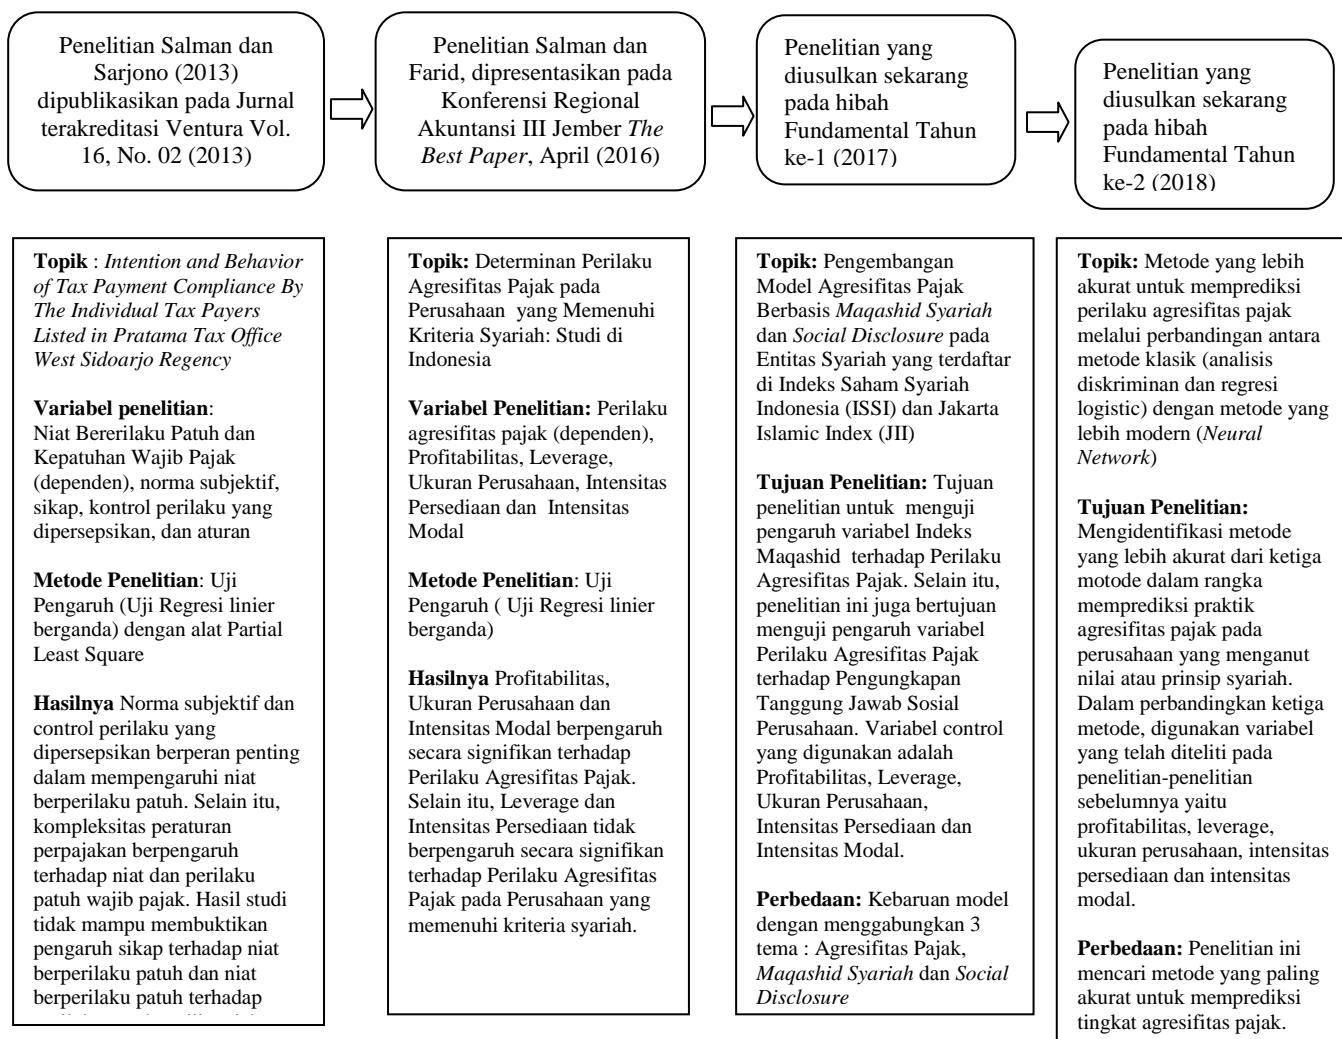 Penelitian Salman dan
Sarjono (2013)
dipublikasikan pada Jurnal
terakreditasi Ventura Vol.
16, No. 02 (2013)
Penelitian Salman dan
Farid, dipresentasikan pada
Konferensi Regional
Akuntansi III Jember The
Best Paper, April (2016)
Penelitian yang
diusulkan sekarang
pada hibah
Fundamental Tahun
ke-1 (2017)
Penelitian yang
diusulkan sekarang
pada hibah
Fundamental Tahun
ke-2 (2018)
Topik : Intention and Behavior
of Tax Payment Compliance By
The Individual Tax Payers
Listed in Pratama Tax Office
West Sidoarjo Regency
Variabel penelitian:
Niat Bererilaku Patuh dan
Kepatuhan Wajib Pajak
(dependen), norma subjektif,
sikap, kontrol perilaku yang
dipersepsikan, dan aturan
Metode Penelitian: Uji
Pengaruh (Uji Regresi linier
berganda) dengan alat Partial
Least Square
Hasilnya Norma subjektif dan
control perilaku yang
dipersepsikan berperan penting
dalam mempengaruhi niat
berperilaku patuh. Selain itu,
kompleksitas peraturan
perpajakan berpengaruh
terhadap niat dan perilaku
patuh wajib pajak. Hasil studi
tidak mampu membuktikan
pengaruh sikap terhadap niat
berperilaku patuh dan niat
berperilaku patuh terhadap
Topik: Determinan Perilaku
Agresifitas Pajak pada
Perusahaan yang Memenuhi
Kriteria Syariah: Studi di
Indonesia
Variabel Penelitian: Perilaku
agresifitas pajak (dependen),
Profitabilitas, Leverage,
Ukuran Perusahaan, Intensitas
Persediaan dan Intensitas
Modal
Metode Penelitian: Uji
Pengaruh ( Uji Regresi linier
berganda)
Hasilnya Profitabilitas,
Ukuran Perusahaan dan
Intensitas Modal berpengaruh
secara signifikan terhadap
Perilaku Agresifitas Pajak.
Selain itu, Leverage dan
Intensitas Persediaan tidak
berpengaruh secara signifikan
terhadap Perilaku Agresifitas
Pajak pada Perusahaan yang
memenuhi kriteria syariah.
Topik: Pengembangan
Model Agresifitas Pajak
Berbasis Maqashid Syariah
dan Social Disclosure pada
Entitas Syariah yang terdaftar
di Indeks Saham Syariah
Indonesia (ISSI) dan Jakarta
Islamic Index (JII)
Tujuan Penelitian: Tujuan
penelitian untuk menguji
pengaruh variabel Indeks
Maqashid terhadap Perilaku
Agresifitas Pajak. Selain itu,
penelitian ini juga bertujuan
menguji pengaruh variabel
Perilaku Agresifitas Pajak
terhadap Pengungkapan
Tanggung Jawab Sosial
Perusahaan. Variabel control
yang digunakan adalah
Profitabilitas, Leverage,
Ukuran Perusahaan,
Intensitas Persediaan dan
Intensitas Modal.
Perbedaan: Kebaruan model
dengan menggabungkan 3
tema : Agresifitas Pajak,
Maqashid Syariah dan Social
Disclosure
Topik: Metode yang lebih
akurat untuk memprediksi
perilaku agresifitas pajak
melalui perbandingan antara
metode klasik (analisis
diskriminan dan regresi
logistic) dengan metode yang
lebih modern (Neural
Network)
Tujuan Penelitian:
Mengidentifikasi metode
yang lebih akurat dari ketiga
motode dalam rangka
memprediksi praktik
agresifitas pajak pada
perusahaan yang menganut
nilai atau prinsip syariah.
Dalam perbandingkan ketiga
metode, digunakan variabel
yang telah diteliti pada
penelitian-penelitian
sebelumnya yaitu
profitabilitas, leverage,
ukuran perusahaan, intensitas
persediaan dan intensitas
modal.
Perbedaan: Penelitian ini
mencari metode yang paling
akurat untuk memprediksi
tingkat agresifitas pajak.